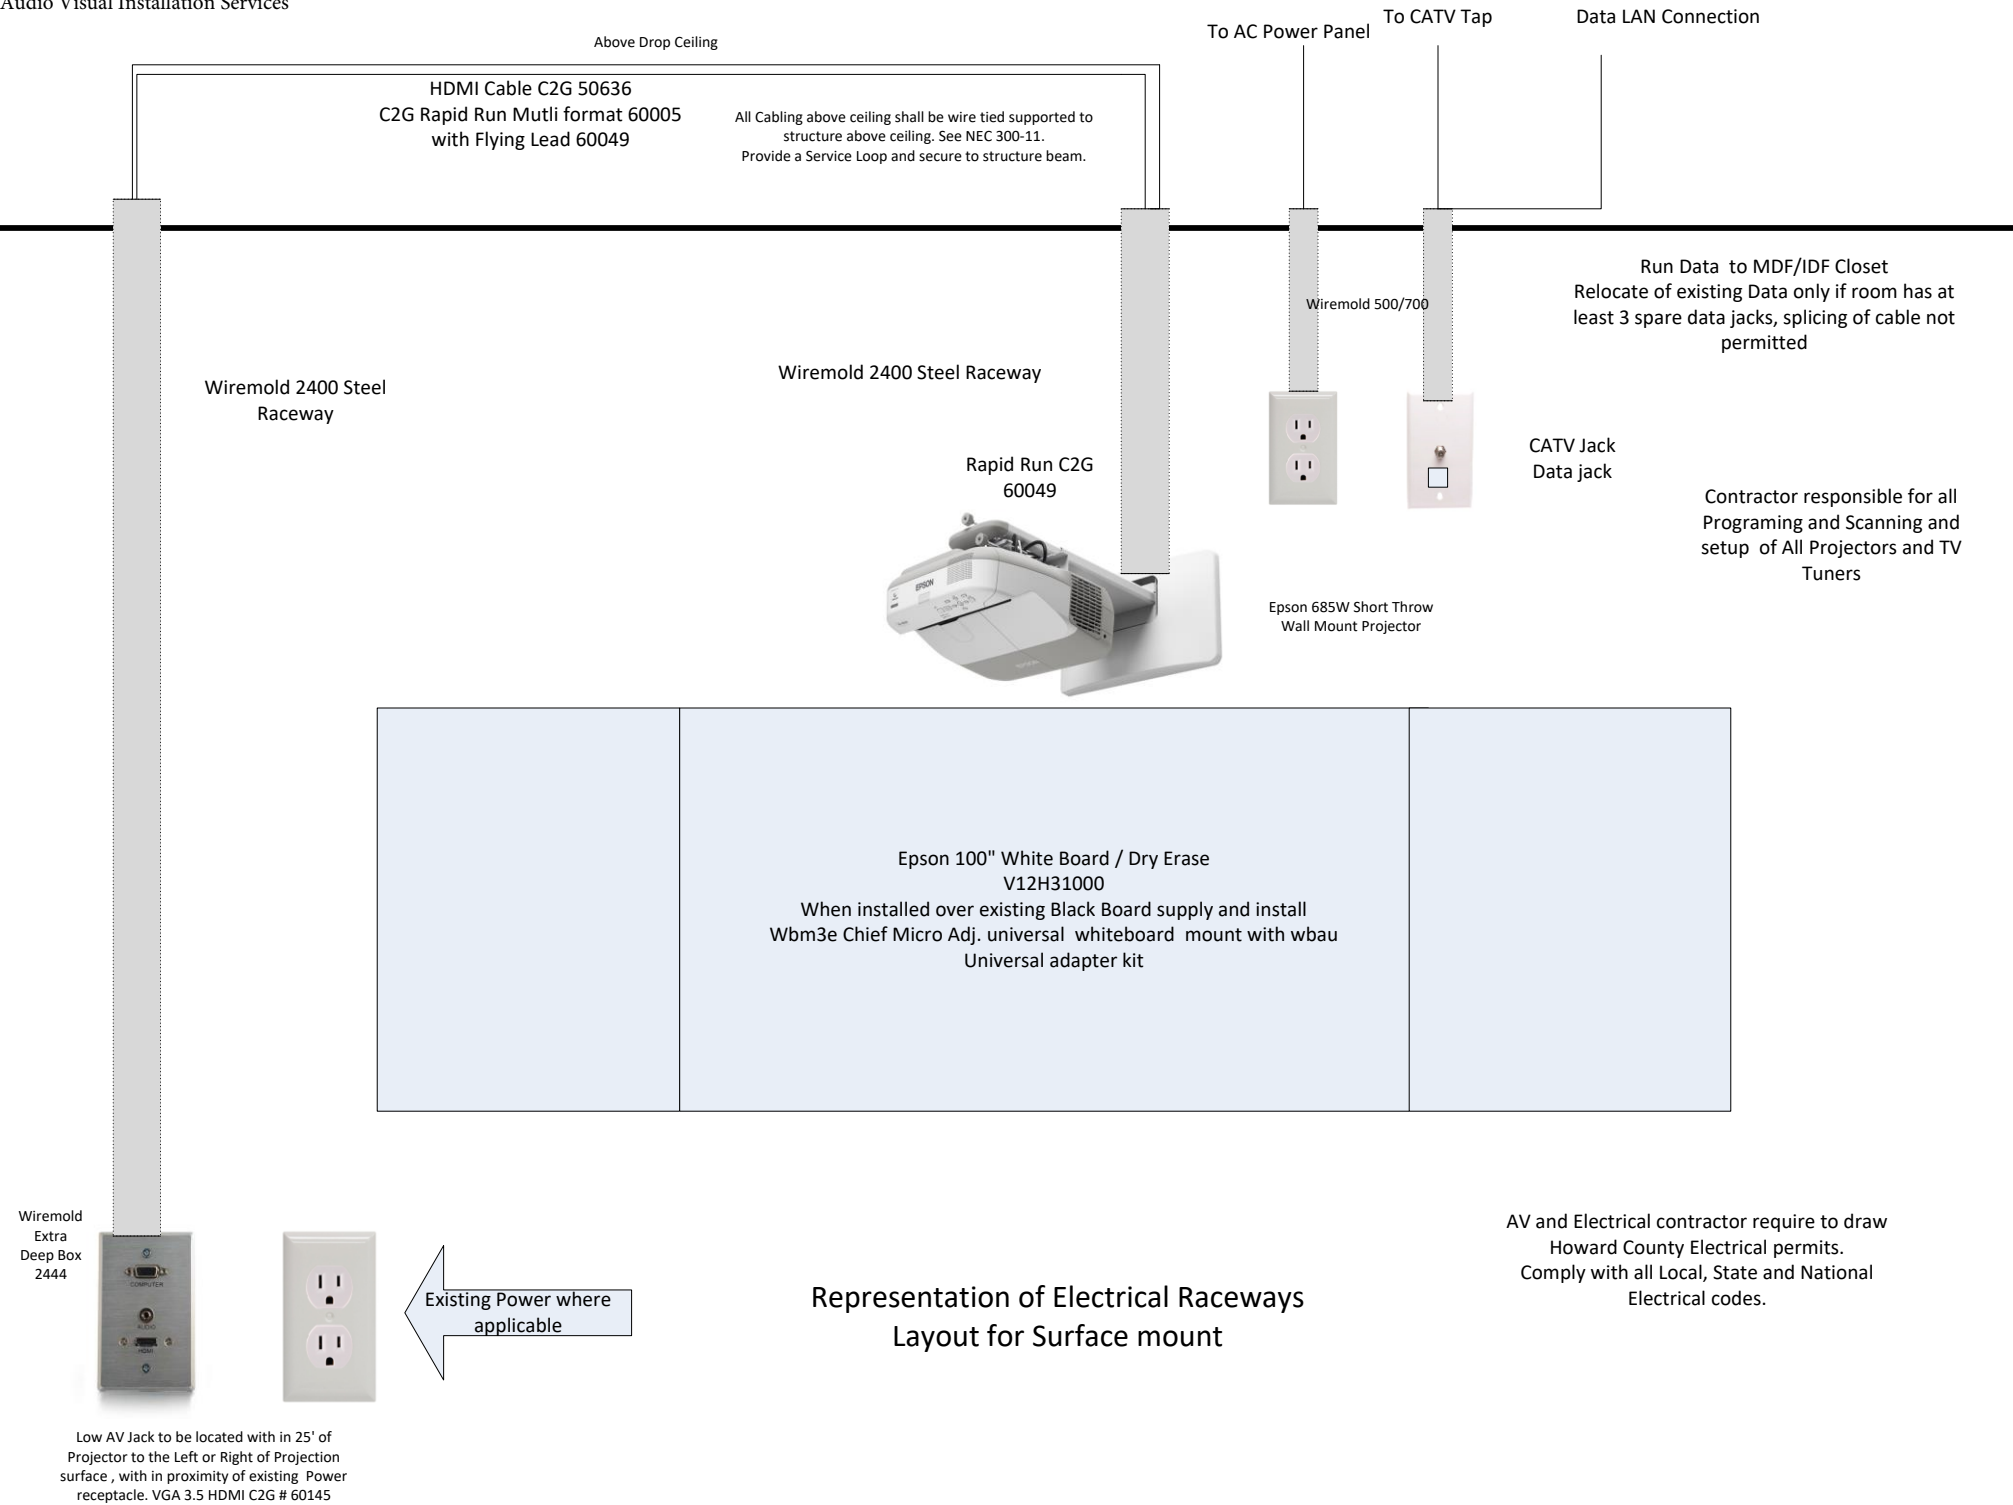 Audio Visual Installation Services
To AC Power Panel
To CATV Tap
Data LAN Connection
Above Drop Ceiling
HDMI Cable C2G 50636
C2G Rapid Run Mutli format 60005
with Flying Lead 60049
All Cabling above ceiling shall be wire tied supported to
structure above ceiling. See NEC 300-11.
Provide a Service Loop and secure to structure beam.
Run Data  to MDF/IDF Closet
Relocate of existing Data only if room has at
least 3 spare data jacks, splicing of cable not
permitted
Wiremold 500/700
Wiremold 2400 Steel
Raceway
Wiremold 2400 Steel Raceway
CATV Jack
Data jack
Rapid Run C2G
60049
Contractor responsible for all
Programing and Scanning and
setup  of All Projectors and TV
Tuners
EPSON
EPSON
Epson 685W Short Throw
Wall Mount Projector
Epson 100" White Board / Dry Erase
V12H31000
When installed over existing Black Board supply and install
Wbm3e Chief Micro Adj. universal  whiteboard  mount with wbau
Universal adapter kit
Wiremold
Extra
Deep Box
2444
COMPUTER
AUDIO
HDMI
Existing Power where
applicable
Representation of Electrical Raceways
Layout for Surface mount
AV and Electrical contractor require to draw
Howard County Electrical permits.
Comply with all Local, State and National
Electrical codes.
Low AV Jack to be located with in 25' of
Projector to the Left or Right of Projection
surface , with in proximity of existing  Power
receptacle. VGA 3.5 HDMI C2G # 60145